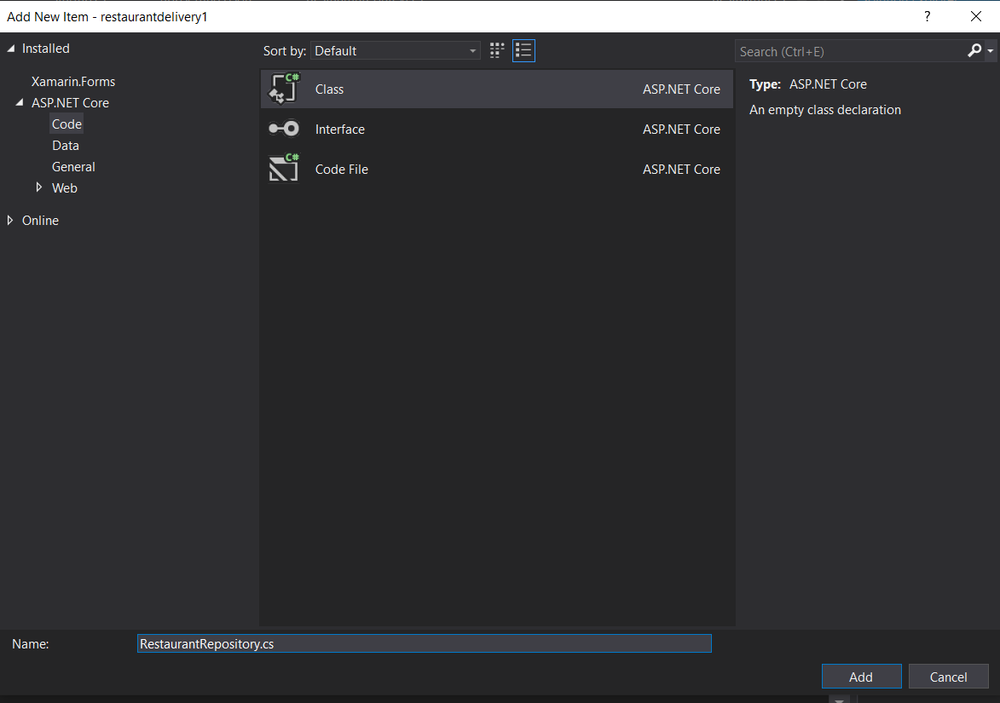 Add New Item - restaurantdelivery1
?
Installed
Sort by: Default
Search (Ctrl+E)
Xamarin.Forms
ASP.NET Core
Code
Data
General
Web
Online
C# Class ASP.NET Core
Interface ASP.NET Core
C# Code File ASP.NET Core
Type: ASP.NET Core
An empty class declaration
Name: RestaurantRepository.cs
Add Cancel